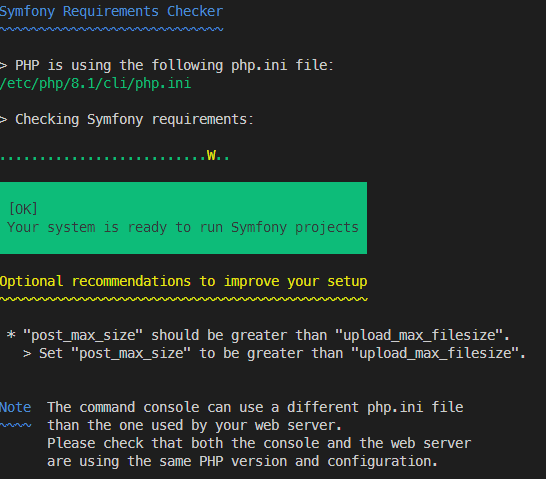 Symfony Requirements Checker
> PHP is using the following php.ini file:
/etc/php/8.1/cli/php.ini
> Checking Symfony requirements:
..........................W..
[OK]
Your system is ready to run Symfony projects
Optional recommendations to improve your setup
* "post_max_size" should be greater than "upload_max_filesize".
> Set "post_max_size" to be greater than "upload_max_filesize".
Note  The command console can use a different php.ini file
than the one used by your web server.
Please check that both the console and the web server
are using the same PHP version and configuration.